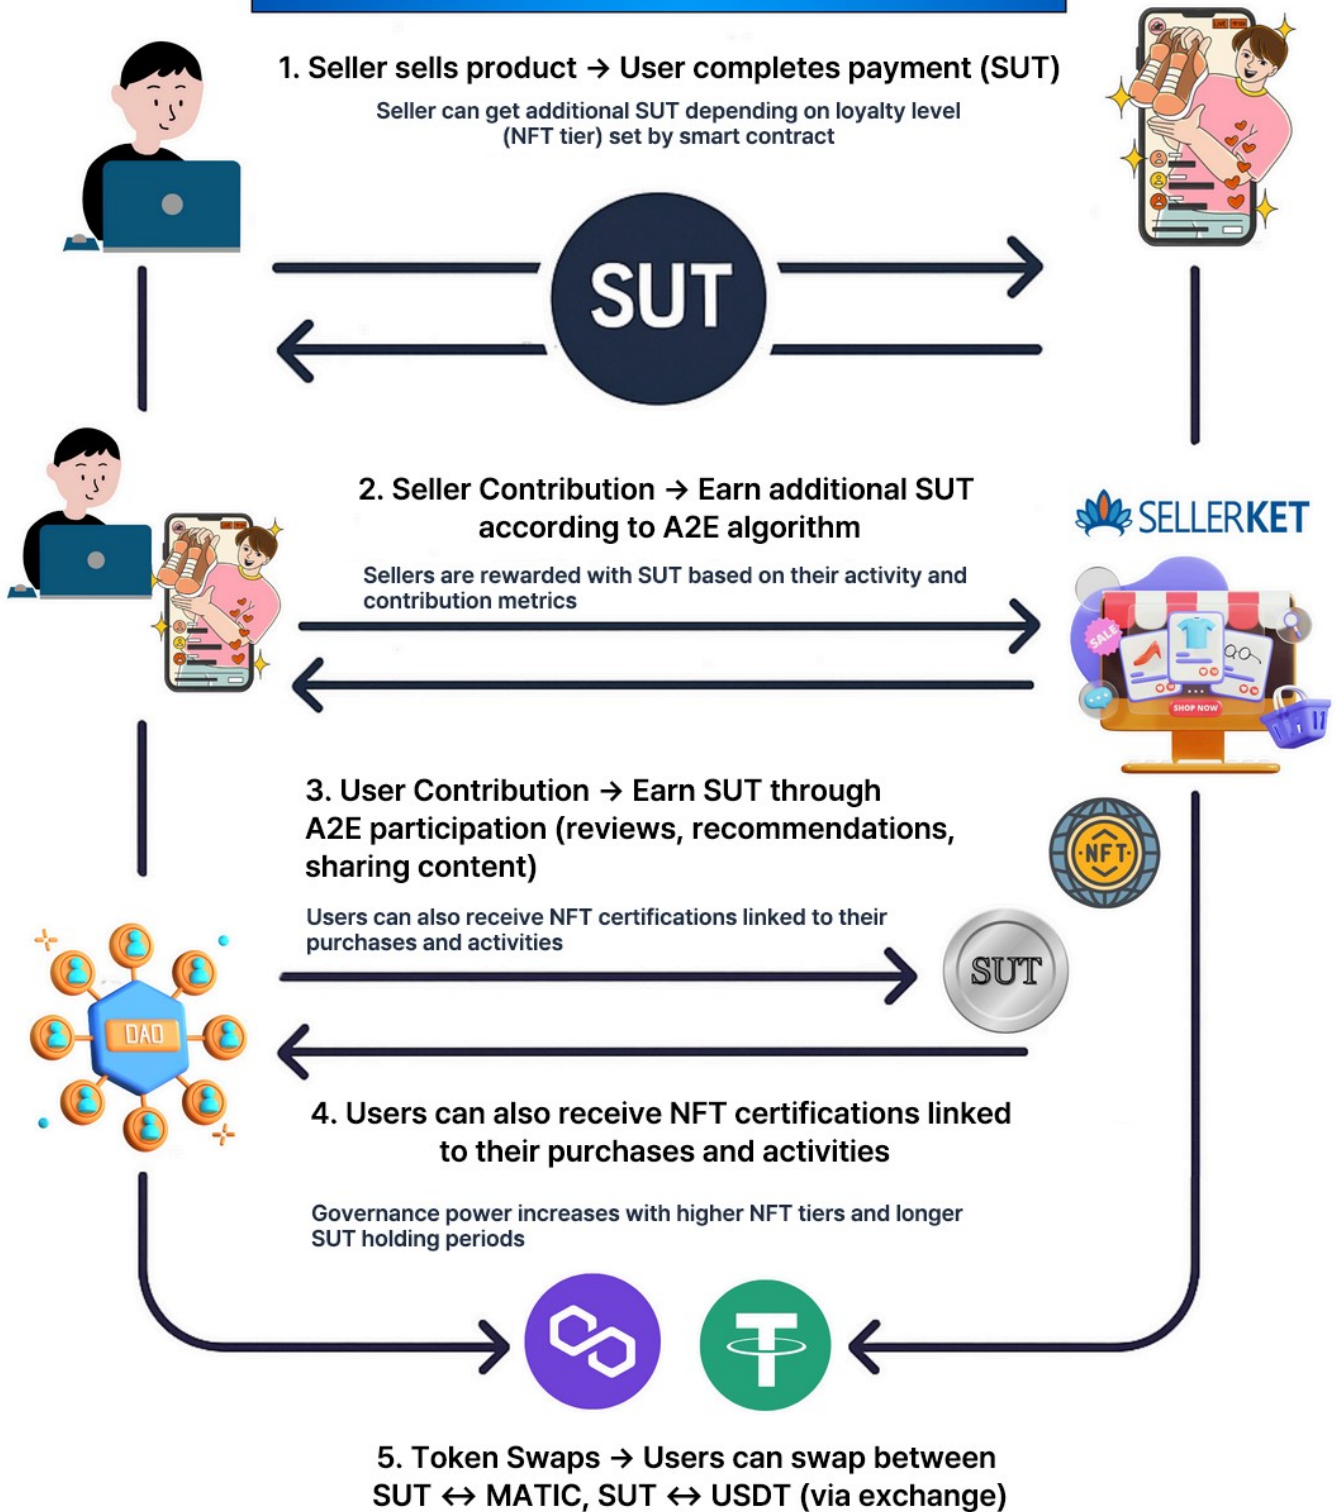 1. Seller sells product → User completes payment (SUT)
Seller can get additional SUT depending on loyalty level
(NFT tier) set by smart contract
LIVE
SUT
2. Seller Contribution → Earn additional SUT
according to A2E algorithm
Sellers are rewarded with SUT based on their activity and
contribution metrics
SELLERKET
SALE
SHOP NOW
3. User Contribution → Earn SUT through
A2E participation (reviews, recommendations,
sharing content)
NFT
Users can also receive NFT certifications linked to their
purchases and activities
SUT
DAO
4. Users can also receive NFT certifications linked
to their purchases and activities
Governance power increases with higher NFT tiers and longer
SUT holding periods
5. Token Swaps → Users can swap between
SUT ↔ MATIC, SUT ↔ USDT (via exchange)